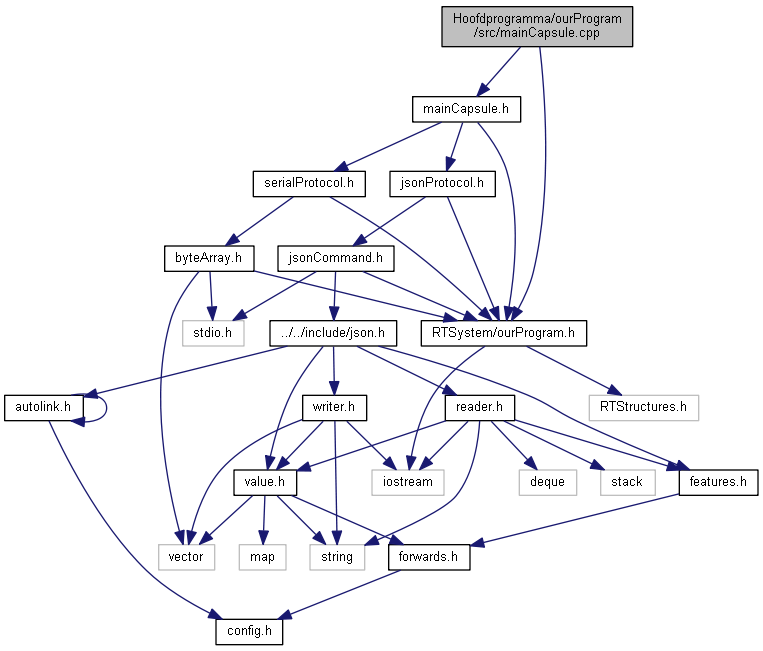 Hoofdprogramma/ourProgram
/src/mainCapsule.cpp
mainCapsule.h
serialProtocol.h
jsonProtocol.h
byteArray.h
jsonCommand.h
stdio.h
../../include/json.h
RTSystem/ourProgram.h
autolink.h
writer.h
reader.h
RTStructures.h
value.h
iostream
deque
stack
features.h
vector
map
string
forwards.h
config.h